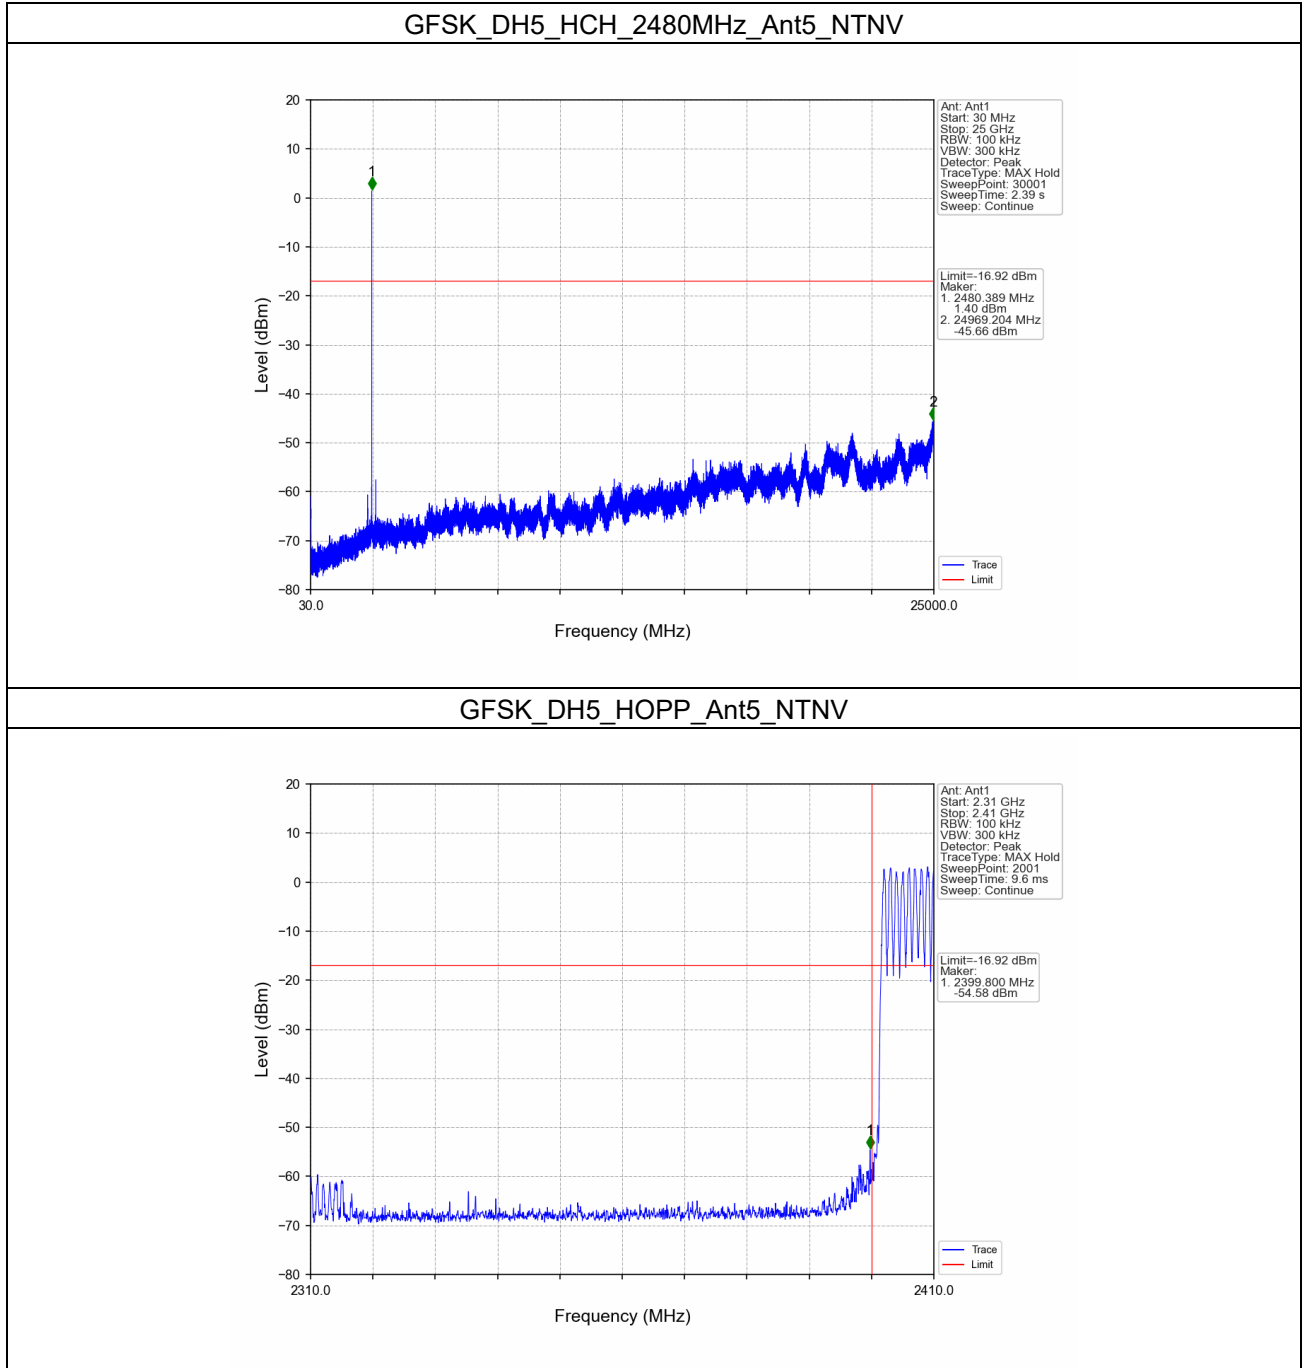 GFSK_DH5_HCH_2480MHz_Ant5_NTNV
20
10
0
−10
−20
−30
−40
−50
−60
−70
−80
Level (dBm)
30.0
25000.0
Frequency (MHz)
1
2
Ant: Ant1
Start: 30 MHz
Stop: 25 GHz
RBW: 100 kHz
VBW: 300 kHz
Detector: Peak
TraceType: MAX Hold
SweepPoint: 30001
SweepTime: 2.39 s
Sweep: Continue
Limit=-16.92 dBm
Maker:
1. 2480.389 MHz
1.40 dBm
2. 24969.204 MHz
-45.66 dBm
Trace
Limit
GFSK_DH5_HOPP_Ant5_NTNV
20
10
0
−10
−20
−30
−40
−50
−60
−70
−80
Level (dBm)
2310.0
2410.0
Frequency (MHz)
1
Ant: Ant1
Start: 2.31 GHz
Stop: 2.41 GHz
RBW: 100 kHz
VBW: 300 kHz
Detector: Peak
TraceType: MAX Hold
SweepPoint: 2001
SweepTime: 9.6 ms
Sweep: Continue
Limit=-16.92 dBm
Maker:
1. 2399.800 MHz
-54.58 dBm
Trace
Limit